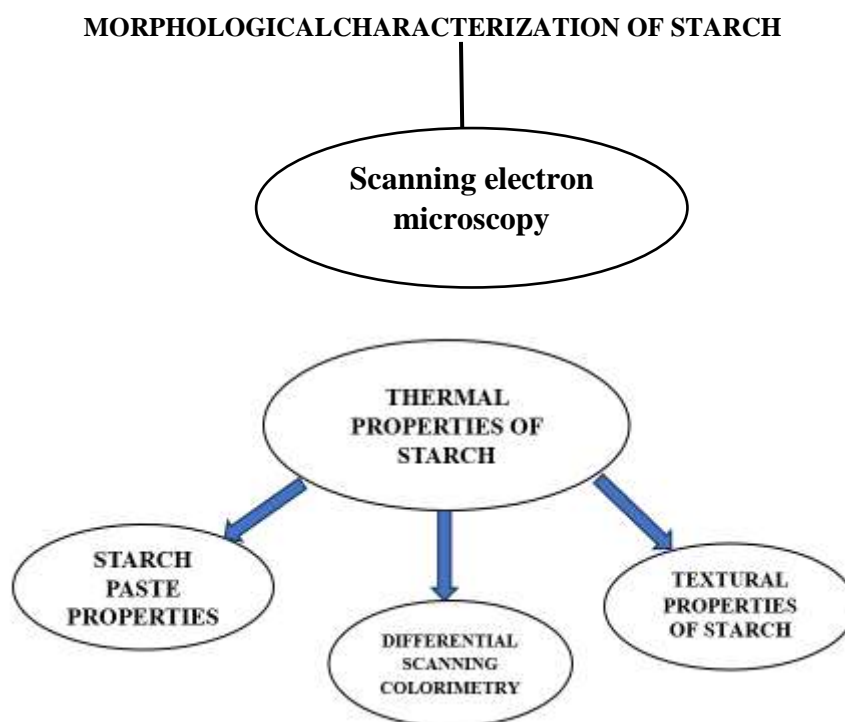 MORPHOLOGICALCHARACTERIZATION OF STARCH
Scanning electron
microscopy
THERMAL
PROPERTIES OF
STARCH
STARCH
PASTE
PROPERTIES
DIFFERENTIAL
SCANNING
COLORIMETRY
TEXTURAL
PROPERTIES
OF STARCH